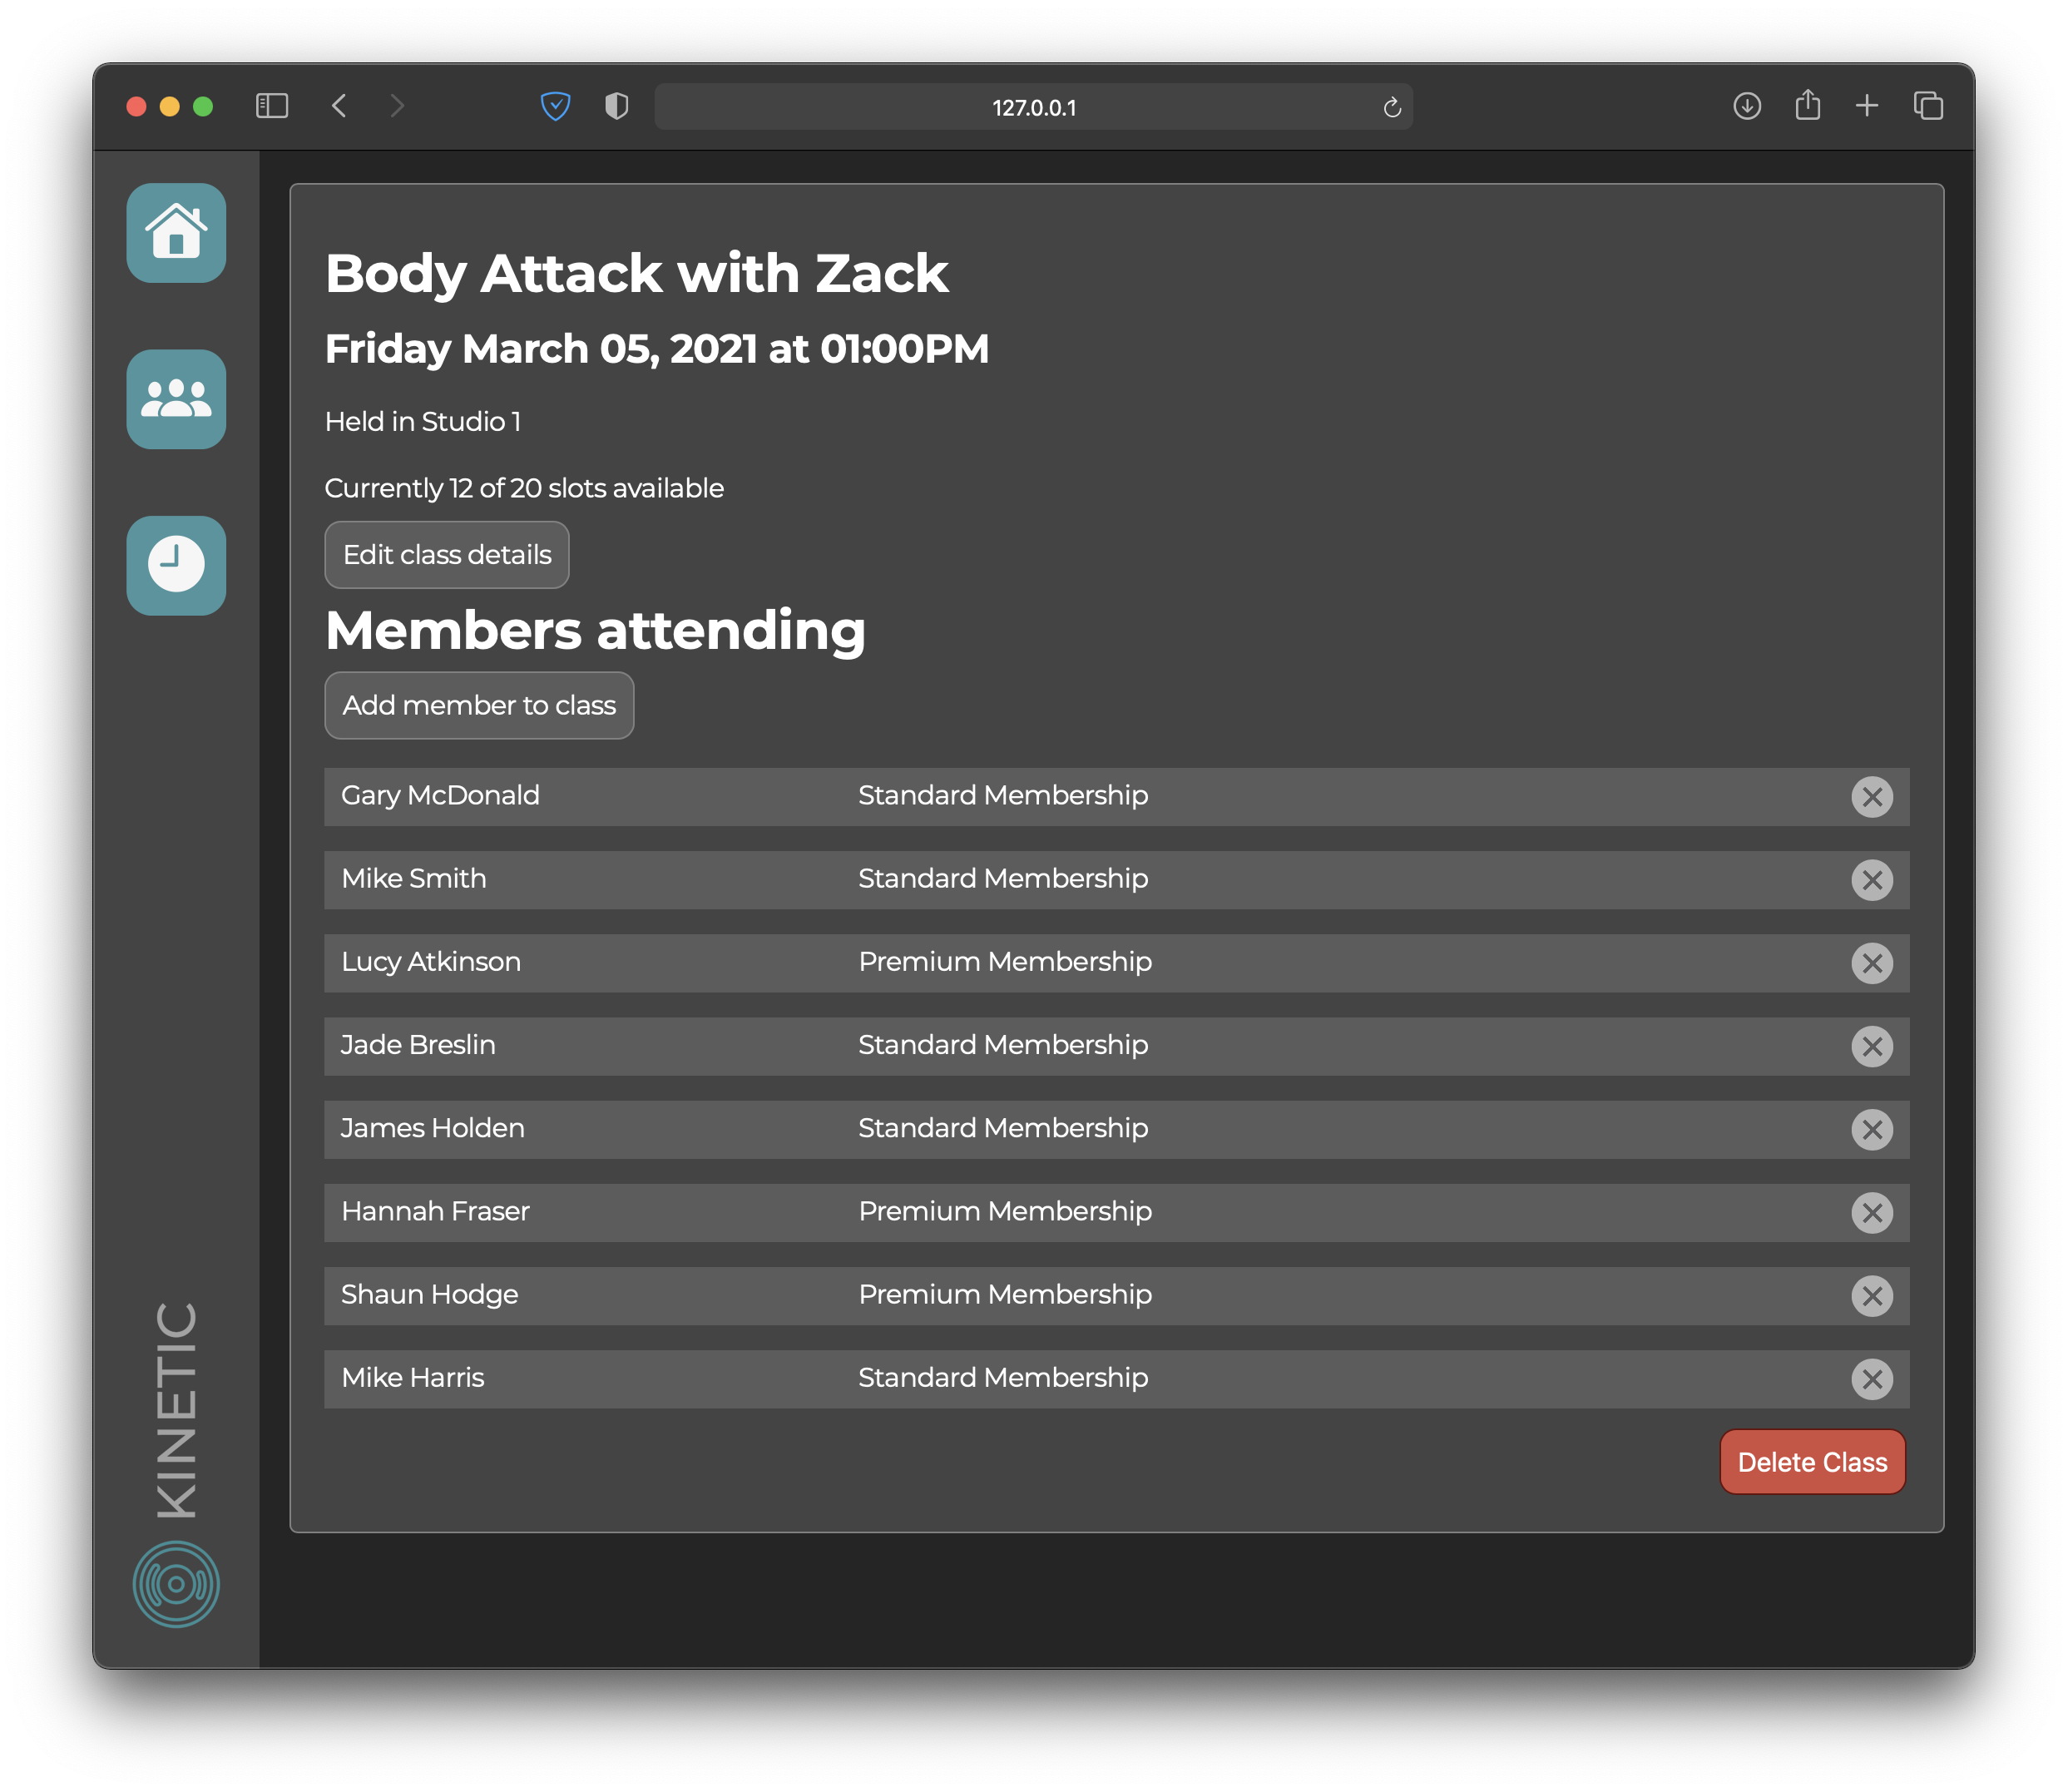 127.0.0.1
Body Attack with Zack
Friday March 05, 2021 at 01:00PM
Held in Studio 1
Currently 12 of 20 slots available
Edit class details
Members attending
Add member to class
Gary McDonald Standard Membership
Mike Smith Standard Membership
Lucy Atkinson Premium Membership
Jade Breslin Standard Membership
James Holden Standard Membership
Hannah Fraser Premium Membership
Shaun Hodge Premium Membership
Mike Harris Standard Membership
Delete Class
KINETIC